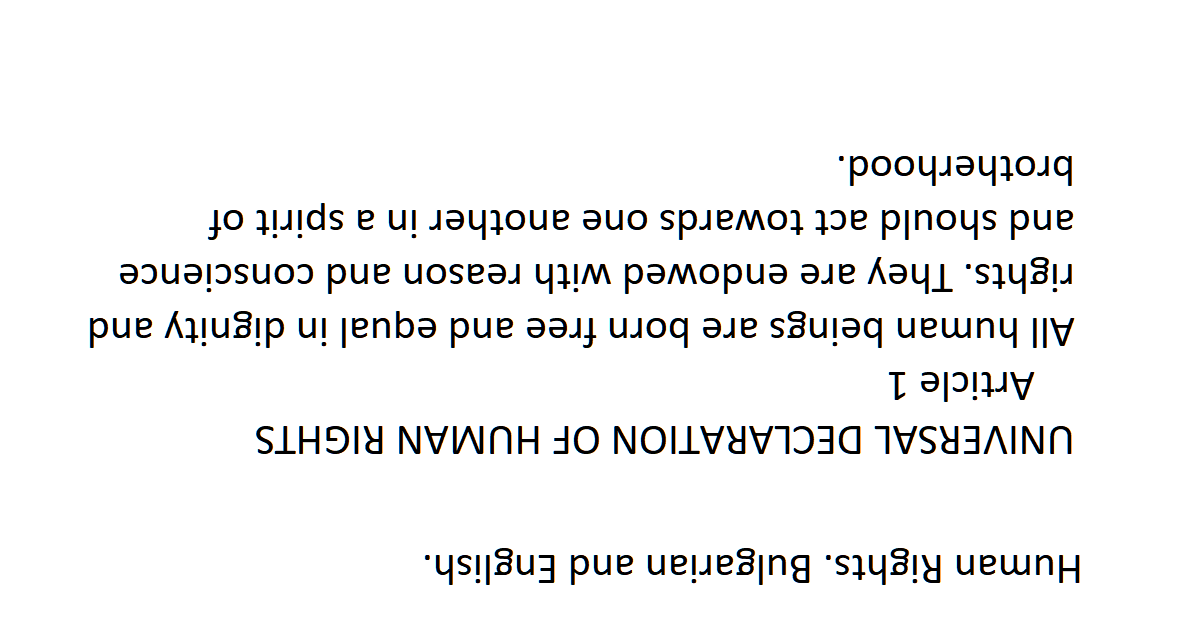 Human Rights. Bulgarian and English.
UNIVERSAL DECLARATION OF HUMAN RIGHTS
Article 1
All human beings are born free and equal in dignity and
rights. They are endowed with reason and conscience
and should act towards one another in a spirit of
brotherhood.